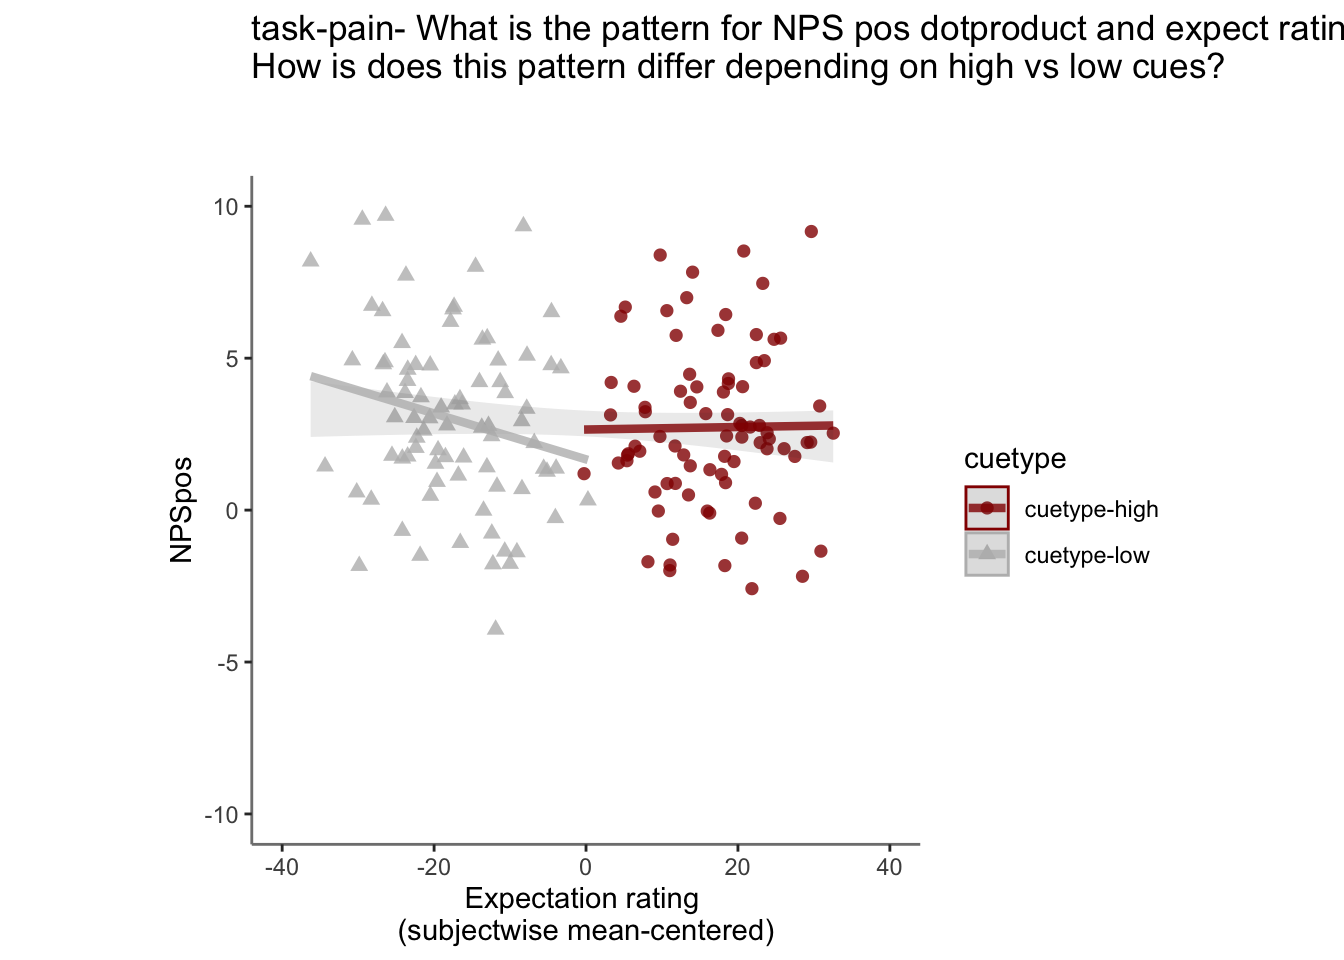 task-pain- What is the pattern for NPS pos dotproduct and expect ratin
How is does this pattern differ depending on high vs low cues?
10
5
0
-5
-10
NPSpos
-40
-20
0
20
40
Expectation rating
(subjectwise mean-centered)
cuetype
cuetype-high
cuetype-low